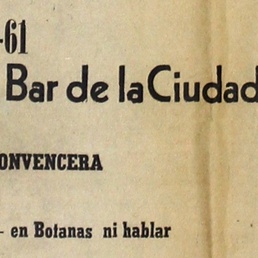 -61
Bar de la Ciudad
ONVENCERA
- en Botanas ni hablar